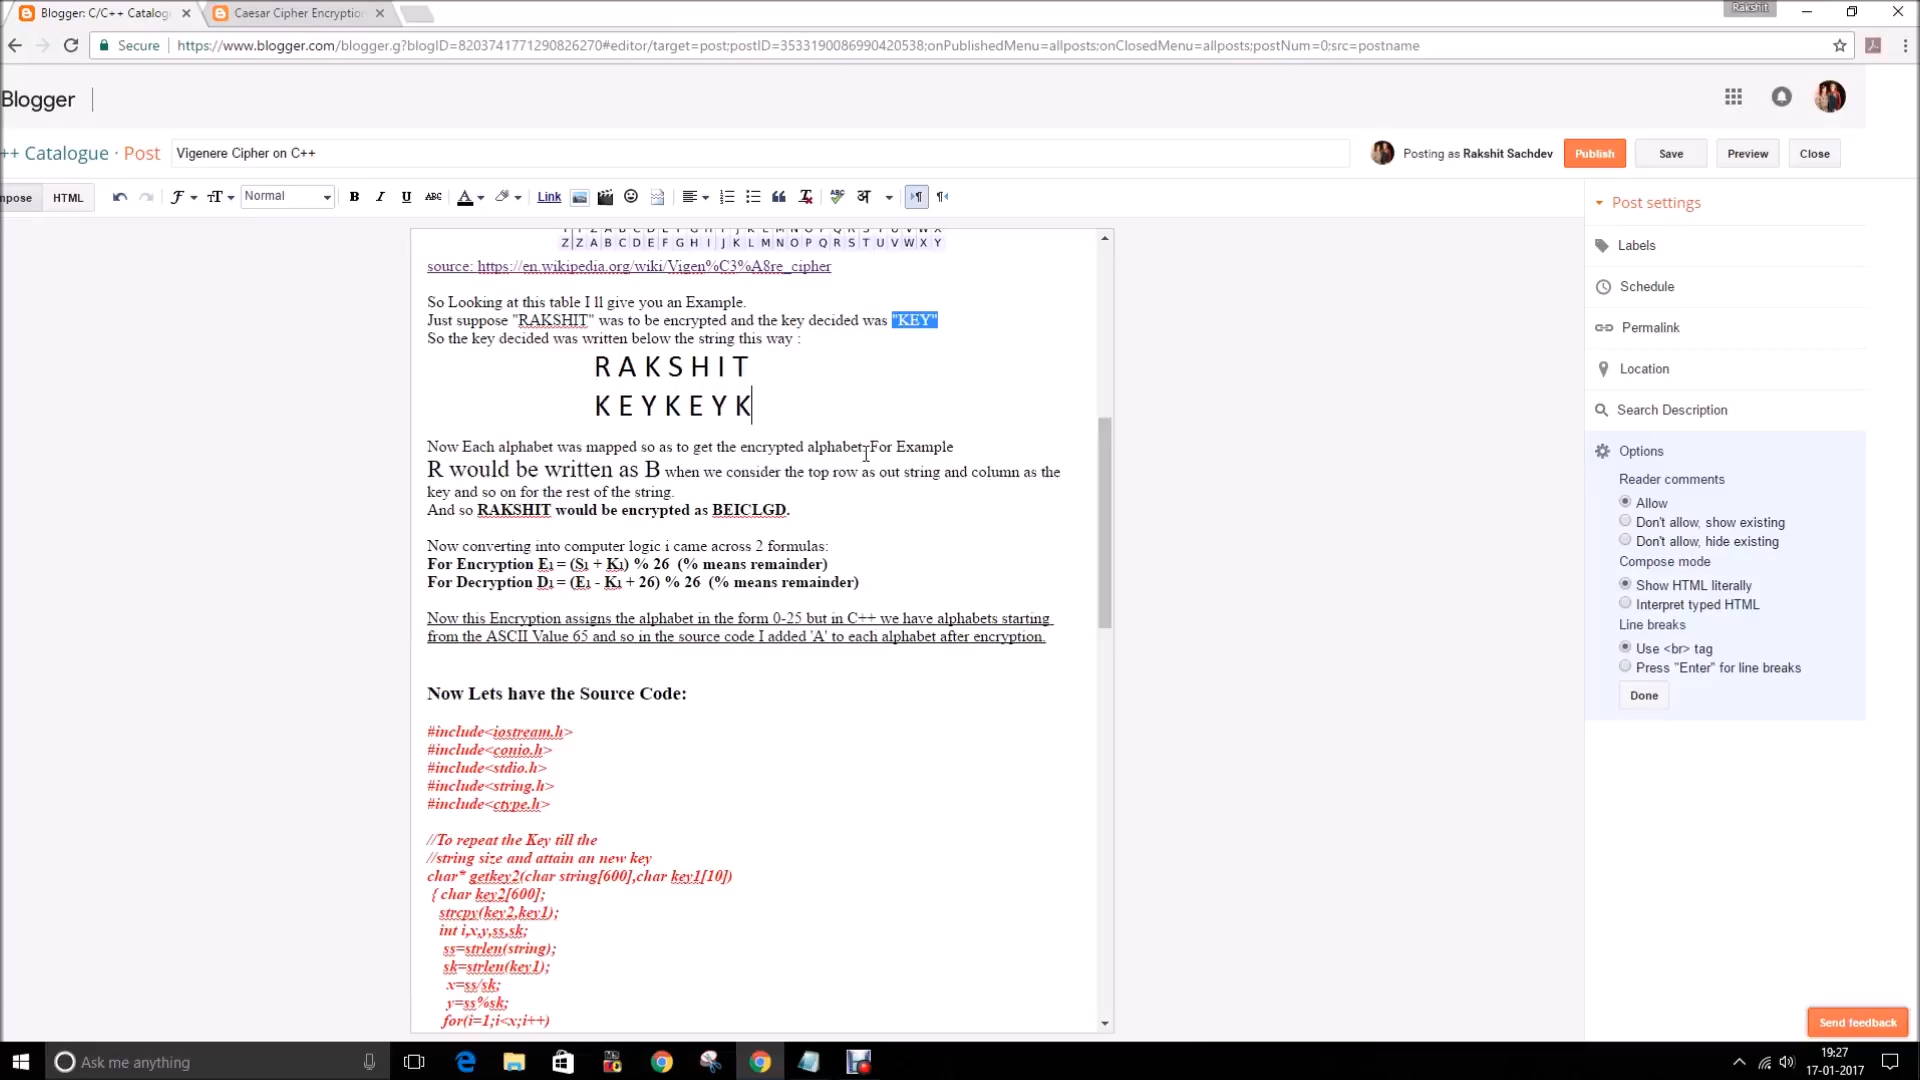 Blogger: C/C++ Catalog
Caesar Cipher Encryption
Rakshit
Secure https://www.blogger.com/blogger.g?blogID=8203741771290826270#editor/target=post;postID=3533190086990420538;onPublishedMenu=allposts;onClosedMenu=allposts;postNum=0;src=postname
Blogger
++ Catalogue · Post
Vigenere Cipher on C++
Posting as Rakshit Sachdev
Publish
Save
Preview
Close
mpose
HTML
Normal
B I U ABC A
Link
अ
Z Z A B C D E F G H I J K L M N O P Q R S T U V W X Y
source: https://en.wikipedia.org/wiki/Vigen%C3%A8re_cipher
So Looking at this table I ll give you an Example.
Just suppose "RAKSHIT" was to be encrypted and the key decided was "KEY"
So the key decided was written below the string this way :
R A K S H I T
K E Y K E Y K
Now Each alphabet was mapped so as to get the encrypted alphabet For Example
R would be written as B when we consider the top row as out string and column as the
key and so on for the rest of the string.
And so RAKSHIT would be encrypted as BEICLGD.
Now converting into computer logic i came across 2 formulas:
For Encryption E1 = (S1 + K1) % 26 (% means remainder)
For Decryption D1 = (E1 - K1 + 26) % 26 (% means remainder)
Now this Encryption assigns the alphabet in the form 0-25 but in C++ we have alphabets starting
from the ASCII Value 65 and so in the source code I added 'A' to each alphabet after encryption.
Now Lets have the Source Code:
#include<iostream.h>
#include<conio.h>
#include<stdio.h>
#include<string.h>
#include<ctype.h>
//To repeat the Key till the
//string size and attain an new key
char* getkey2(char string[600],char key1[10])
{ char key2[600];
strcpy(key2,key1);
int i,x,y,ss,sk;
ss=strlen(string);
sk=strlen(key1);
x=ss/sk;
y=ss%sk;
for(i=1;i<x;i++)
Post settings
Labels
Schedule
Permalink
Location
Search Description
Options
Reader comments
Allow
Don't allow, show existing
Don't allow, hide existing
Compose mode
Show HTML literally
Interpret typed HTML
Line breaks
Use <br> tag
Press "Enter" for line breaks
Done
Send feedback
Ask me anything
19:27
17-01-2017